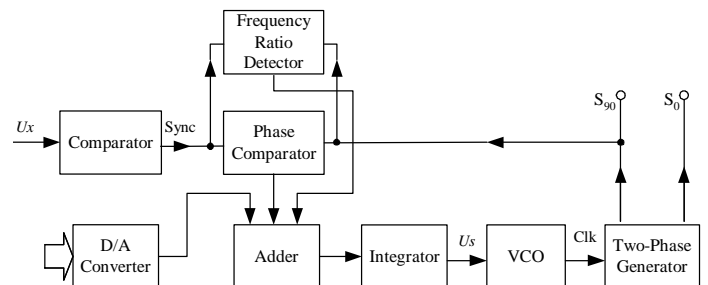 Frequency
Ratio
Detector
S90
S0
Ux
Comparator
Sync
Phase
Comparator
D/A
Converter
Adder
Integrator
Us
VCO
Clk
Two-Phase
Generator